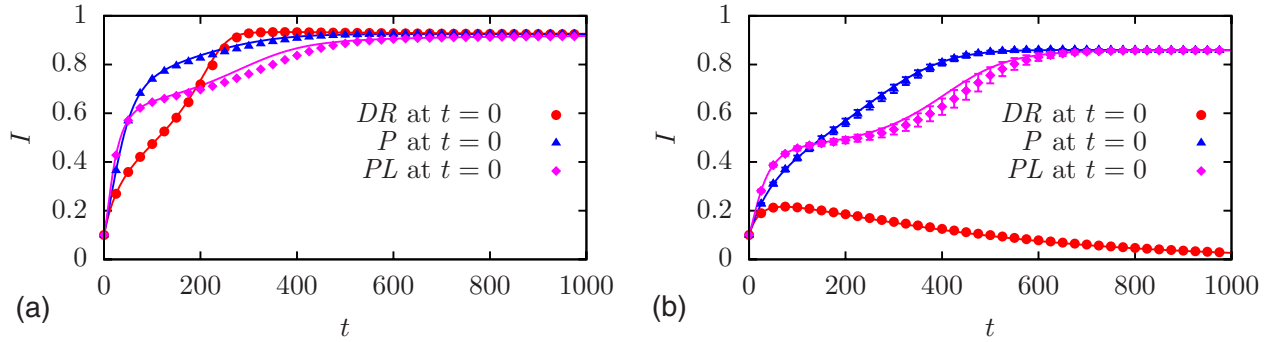 1
0.8
0.6
0.4
0.2
0
I
DR at t = 0
P at t = 0
PL at t = 0
0 200 400 600 800 1000
t
(a)
1
0.8
0.6
0.4
0.2
0
I
DR at t = 0
P at t = 0
PL at t = 0
0 200 400 600 800 1000
t
(b)